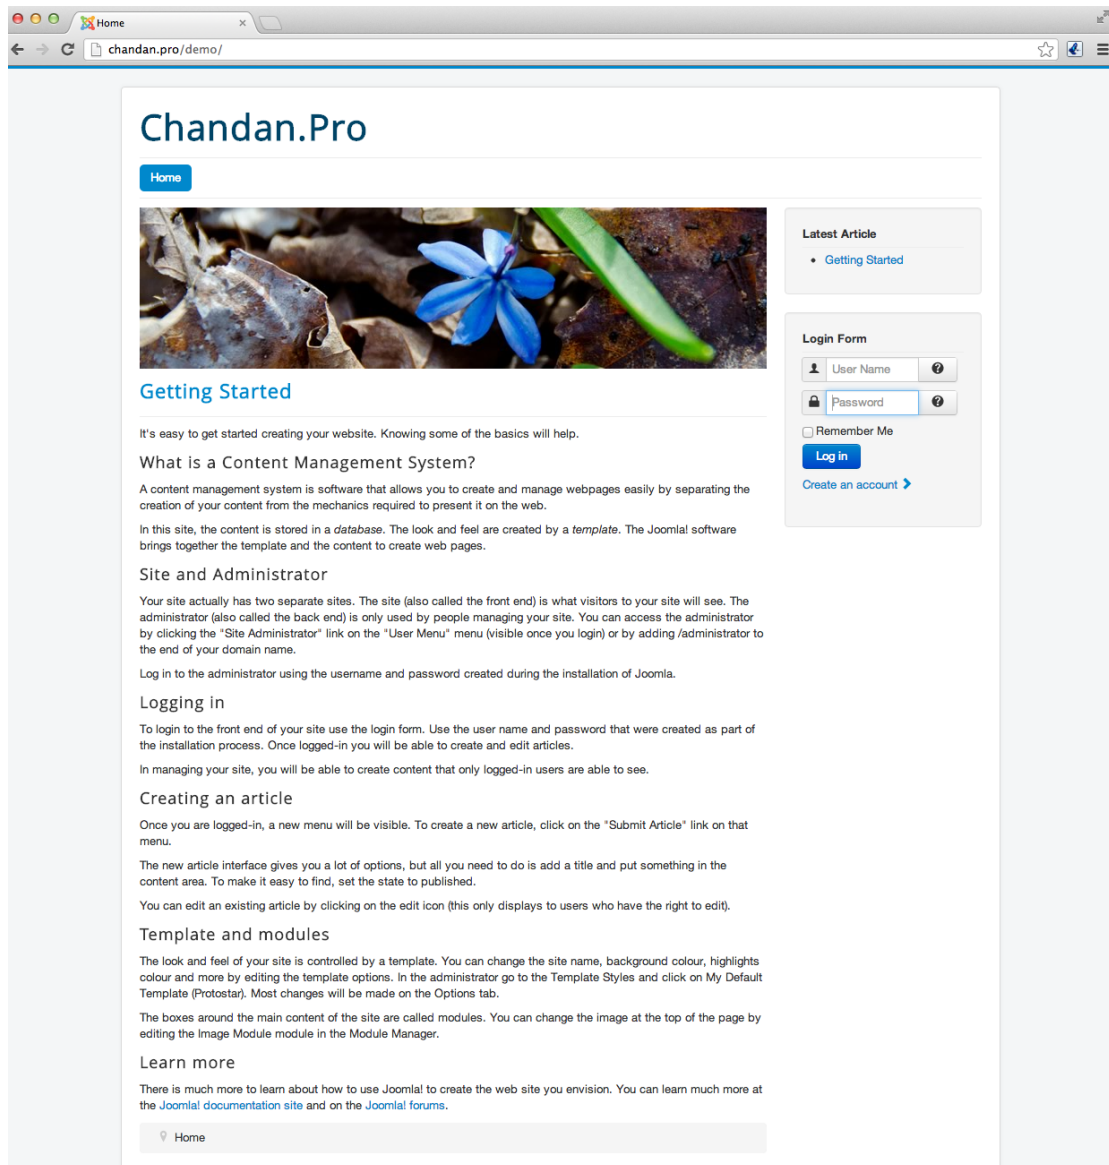 Home
chandan.pro/demo/
Chandan.Pro
Home
Getting Started
It's easy to get started creating your website. Knowing some of the basics will help.
What is a Content Management System?
A content management system is software that allows you to create and manage webpages easily by separating the
creation of your content from the mechanics required to present it on the web.
In this site, the content is stored in a database. The look and feel are created by a template. The Joomla! software
brings together the template and the content to create web pages.
Site and Administrator
Your site actually has two separate sites. The site (also called the front end) is what visitors to your site will see. The
administrator (also called the back end) is only used by people managing your site. You can access the administrator
by clicking the "Site Administrator" link on the "User Menu" menu (visible once you login) or by adding /administrator to
the end of your domain name.
Log in to the administrator using the username and password created during the installation of Joomla.
Logging in
To login to the front end of your site use the login form. Use the user name and password that were created as part of
the installation process. Once logged-in you will be able to create and edit articles.
In managing your site, you will be able to create content that only logged-in users are able to see.
Creating an article
Once you are logged-in, a new menu will be visible. To create a new article, click on the "Submit Article" link on that
menu.
The new article interface gives you a lot of options, but all you need to do is add a title and put something in the
content area. To make it easy to find, set the state to published.
You can edit an existing article by clicking on the edit icon (this only displays to users who have the right to edit).
Template and modules
The look and feel of your site is controlled by a template. You can change the site name, background colour, highlights
colour and more by editing the template options. In the administrator go to the Template Styles and click on My Default
Template (Protostar). Most changes will be made on the Options tab.
The boxes around the main content of the site are called modules. You can change the image at the top of the page by
editing the Image Module module in the Module Manager.
Learn more
There is much more to learn about how to use Joomla! to create the web site you envision. You can learn much more at
the Joomla! documentation site and on the Joomla! forums.
Home
Latest Article
Getting Started
Login Form
User Name
Password
Remember Me
Log in
Create an account